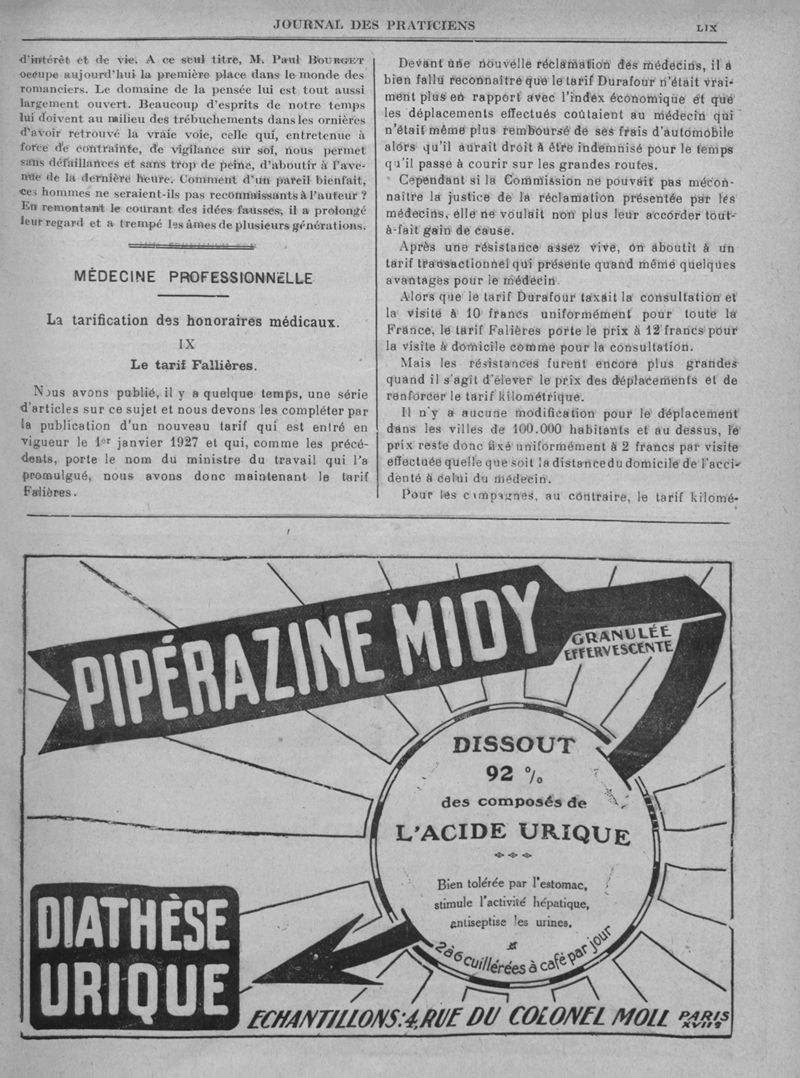 JOURNAL DES PRATICIENS
LIX
d'intérêt et de vie. A ce seul titre, M. Paul BOURGET
occupe aujourd'hui la première place dans le monde des
romanciers. Le domaine de la pensée lui est tout aussi
largement ouvert. Beaucoup d'esprits de notre temps
lui doivent au milieu des trébuchements dans les ornières
d'avoir retrouvé la vraie voie, celle qui, entretenue à
force de contrainte, de vigilance sur soi, nous permet
sans défaillances et sans trop de peine, d'aboutir à l'ave-
nue de la dernière heure. Comment d'un pareil bienfait,
ces hommes ne seraient-ils pas reconnaissants à l'auteur ?
En remontant le courant des idées fausses, il a prolongé
leur regard et a trempé les âmes de plusieurs générations.
MÉDECINE PROFESSIONNELLE
La tarification des honoraires médicaux.
IX
Le tarif Fallières.
Nous avons publié, il y a quelque temps, une série
d'articles sur ce sujet et nous devons les compléter par
la publication d'un nouveau tarif qui est entré en
vigueur le 1er janvier 1927 et qui, comme les précé-
dents, porte le nom du ministre du travail qui l'a
promulgué, nous avons donc maintenant le tarif
Falières.
Devant une nouvelle réclamation des médecins, il a
bien fallu reconnaître que le tarif Durafour n'était vrai-
ment plus en rapport avec l'index économique et que
les déplacements effectués coûtaient au médecin qui
n'était même plus remboursé de ses frais d'automobile
alors qu'il aurait droit à être indemnisé pour le temps
qu'il passe à courir sur les grandes routes.
Cependant si la Commission ne pouvait pas mécon-
naître la justice de la réclamation présentée par les
médecins, elle ne voulait non plus leur accorder tout-
à-fait gain de cause.
Après une résistance assez vive, on aboutit à un
tarif transactionnel qui présente quand même quelques
avantages pour le médecin.
Alors que le tarif Durafour taxait la consultation et
la visite à 10 francs uniformément pour toute la
France, le tarif Falières porte le prix à 12 francs pour
la visite à domicile comme pour la consultation.
Mais les résistances furent encore plus grandes
quand il s'agit d'élever le prix des déplacements et de
renforcer le tarif kilométrique.
Il n'y a aucune modification pour le déplacement
dans les villes de 100.000 habitants et au dessus, le
prix reste donc fixé uniformément à 2 francs par visite
effectuée quelle que soit la distance du domicile de l'acci-
denté à celui du médecin.
Pour les campagnes, au contraire, le tarif kilomé-
PIPÉRAZINE MIDY
GRANULÉE
EFFERVESCENTE
DISSOUT
92 %
des composés de
L'ACIDE URIQUE
Bien tolérée par l'estomac,
stimule l'activité hépatique,
antiseptise les urines.
2 à 6 cuillérées à café par jour
DIATHÈSE
URIQUE
ECHANTILLONS: 4, RUE DU COLONEL MOLL PARIS
XVIIe